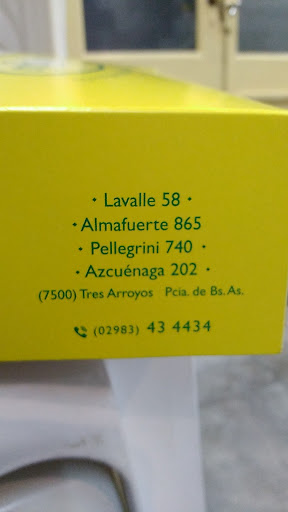 · Lavalle 58 ·
· Almafuerte 865
· Pellegrini 740 ·
· Azcuénaga 202 ·
(7500) Tres Arroyos Pcia. de Bs. As.
(02983) 43 4434